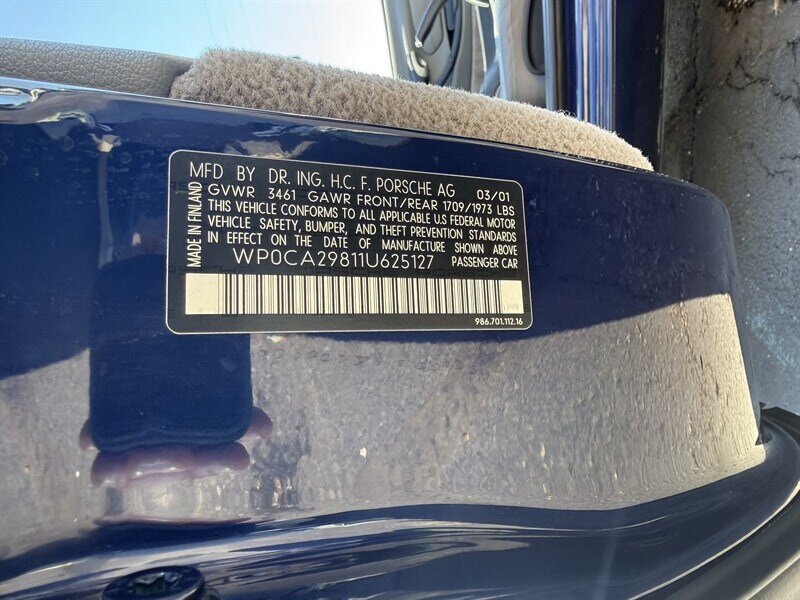 MFD BY DR. ING. H.C. F. PORSCHE AG 03/01
GVWR 3461 GAWR FRONT/REAR 1709/1973 LBS
THIS VEHICLE CONFORMS TO ALL APPLICABLE U.S FEDERAL MOTOR
VEHICLE SAFETY, BUMPER, AND THEFT PREVENTION STANDARDS
IN EFFECT ON THE DATE OF MANUFACTURE SHOWN ABOVE
WP0CA29811U625127 PASSENGER CAR
MADE IN FINLAND
986.701.112.16